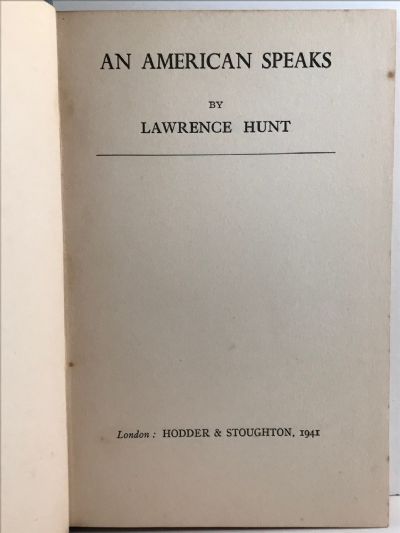 AN AMERICAN SPEAKS
BY
LAWRENCE HUNT
London: HODDER & STOUGHTON, 1941